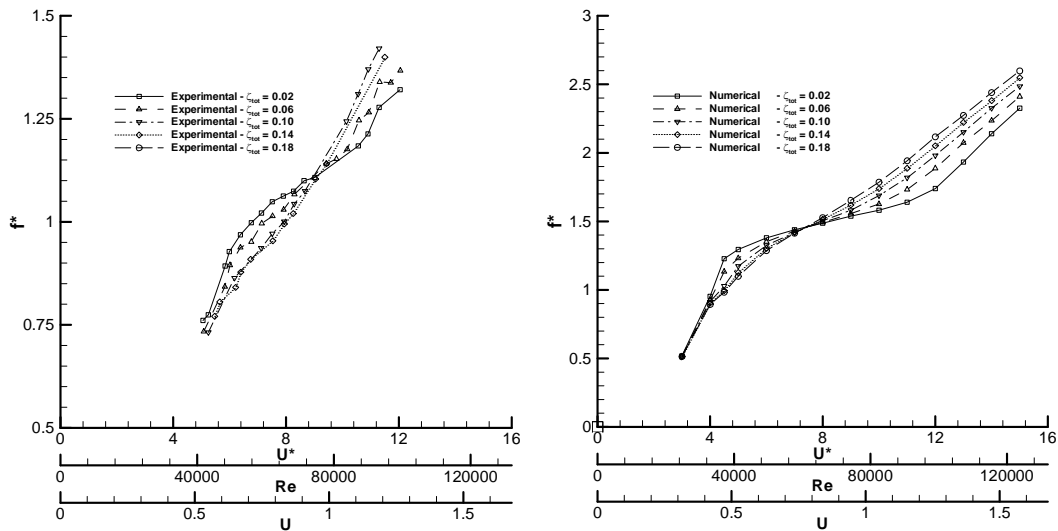 f*
1.5
1.25
1
0.75
0.5
Experimental - ζtot = 0.02
Experimental - ζtot = 0.06
Experimental - ζtot = 0.10
Experimental - ζtot = 0.14
Experimental - ζtot = 0.18
0 4 8 12 16
U*
0 40000 80000 120000
Re
0 0.5 1 1.5
U
f*
3
2.5
2
1.5
1
0.5
0
Numerical - ζtot = 0.02
Numerical - ζtot = 0.06
Numerical - ζtot = 0.10
Numerical - ζtot = 0.14
Numerical - ζtot = 0.18
0 4 8 12 16
U*
0 40000 80000 120000
Re
0 0.5 1 1.5
U